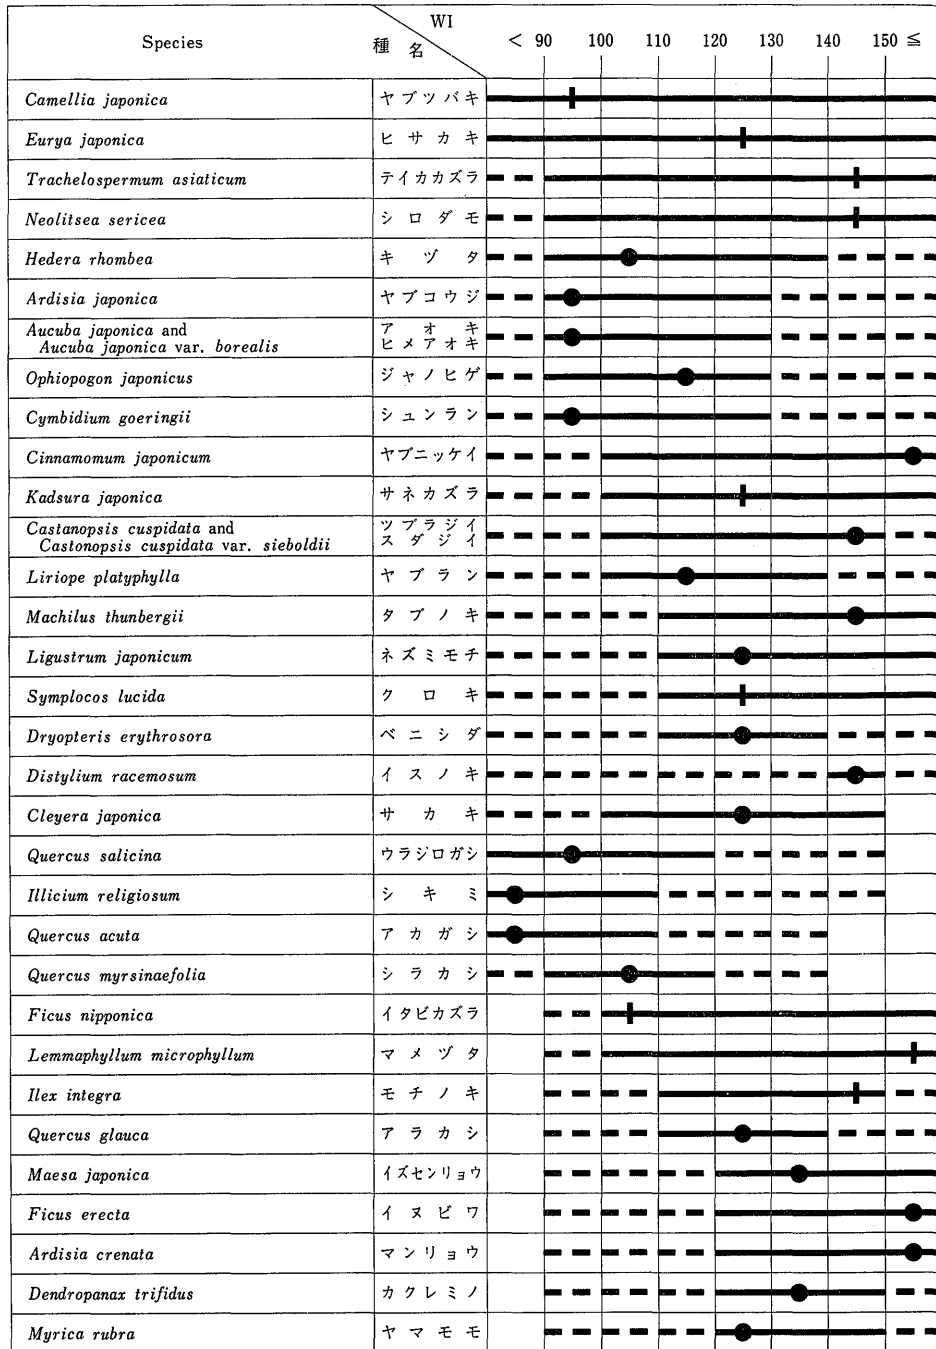 WI
Species 種名 < 90 100 110 120 130 140 150 ≦
Camellia japonica ヤブツバキ
Eurya japonica ヒサカキ
Trachelospermum asiaticum テイカカズラ
Neolitsea sericea シロダモ
Hedera rhombea キヅタ
Ardisia japonica ヤブコウジ
Aucuba japonica and アオキ
Aucuba japonica var. borealis ヒメアオキ
Ophiopogon japonicus ジャノヒゲ
Cymbidium goeringii シュンラン
Cinnamomum japonicum ヤブニッケイ
Kadsura japonica サネカズラ
Castanopsis cuspidata and ツブラジイ
Castonopsis cuspidata var. sieboldii スダジイ
Liriope platyphylla ヤブラン
Machilus thunbergii タブノキ
Ligustrum japonicum ネズミモチ
Symplocos lucida クロキ
Dryopteris erythrosora ベニシダ
Distylium racemosum イスノキ
Cleyera japonica サカキ
Quercus salicina ウラジロガシ
Illicium religiosum シキミ
Quercus acuta アカガシ
Quercus myrsinaefolia シラカシ
Ficus nipponica イタビカズラ
Lemmaphyllum microphyllum マメヅタ
Ilex integra モチノキ
Quercus glauca アラカシ
Maesa japonica イズセンリョウ
Ficus erecta イヌビワ
Ardisia crenata マンリョウ
Dendropanax trifidus カクレミノ
Myrica rubra ヤマモモ